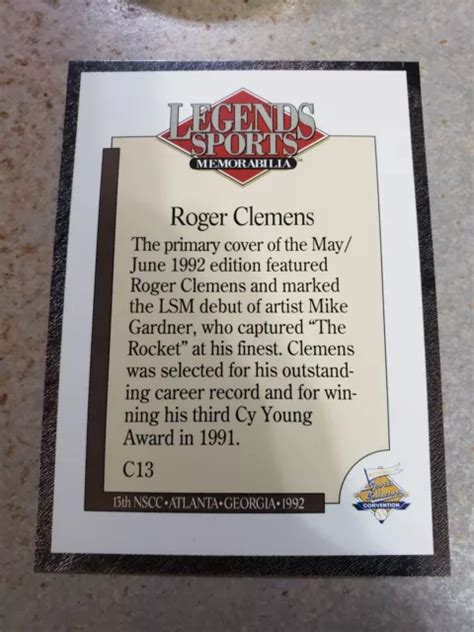 LEGENDS
SPORTS
MEMORABILIA™
Roger Clemens
The primary cover of the May/
June 1992 edition featured
Roger Clemens and marked
the LSM debut of artist Mike
Gardner, who captured “The
Rocket” at his finest. Clemens
was selected for his outstand-
ing career record and for win-
ning his third Cy Young
Award in 1991.
C13
13th NSCC•ATLANTA•GEORGIA•1992
CONVENTION